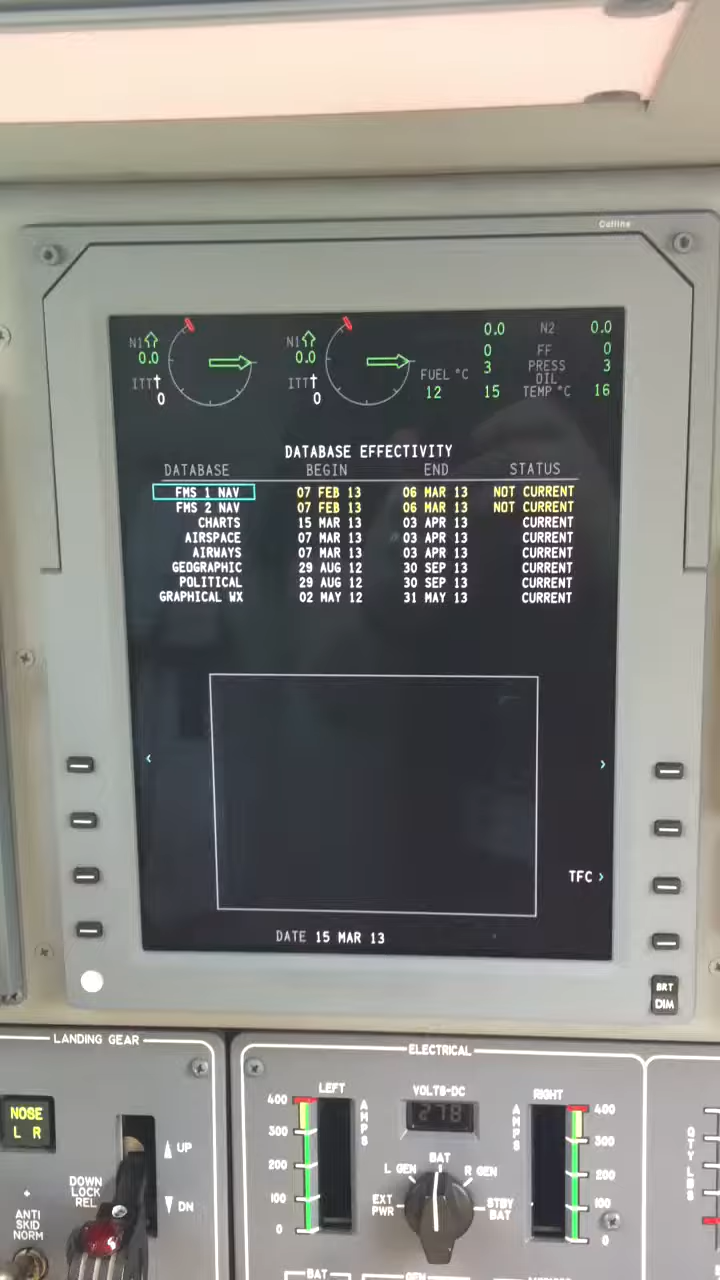 Collins
N1 0.0 N1 0.0 0.0 N2 0.0
0 FF 0
ITT 0 ITT 0 FUEL °C 3 PRESS 3
OIL
12 15 TEMP °C 16
DATABASE EFFECTIVITY
DATABASE BEGIN END STATUS
FMS 1 NAV 07 FEB 13 06 MAR 13 NOT CURRENT
FMS 2 NAV 07 FEB 13 06 MAR 13 NOT CURRENT
CHARTS 15 MAR 13 03 APR 13 CURRENT
AIRSPACE 07 MAR 13 03 APR 13 CURRENT
AIRWAYS 07 MAR 13 03 APR 13 CURRENT
GEOGRAPHIC 29 AUG 12 30 SEP 13 CURRENT
POLITICAL 29 AUG 12 30 SEP 13 CURRENT
GRAPHICAL WX 02 MAY 12 31 MAY 13 CURRENT
TFC >
DATE 15 MAR 13
BRT
DIM
LANDING GEAR
NOSE
L R
UP
DOWN
LOCK
REL
DN
+
ANTI
SKID
NORM
ELECTRICAL
LEFT VOLTS-DC RIGHT
400 AMPS 278 AMPS 400
300 300
200 200
100 100
0 0
BAT
L GEN R GEN
EXT
PWR
STBY
BAT
QTY LBS
BAT GEN